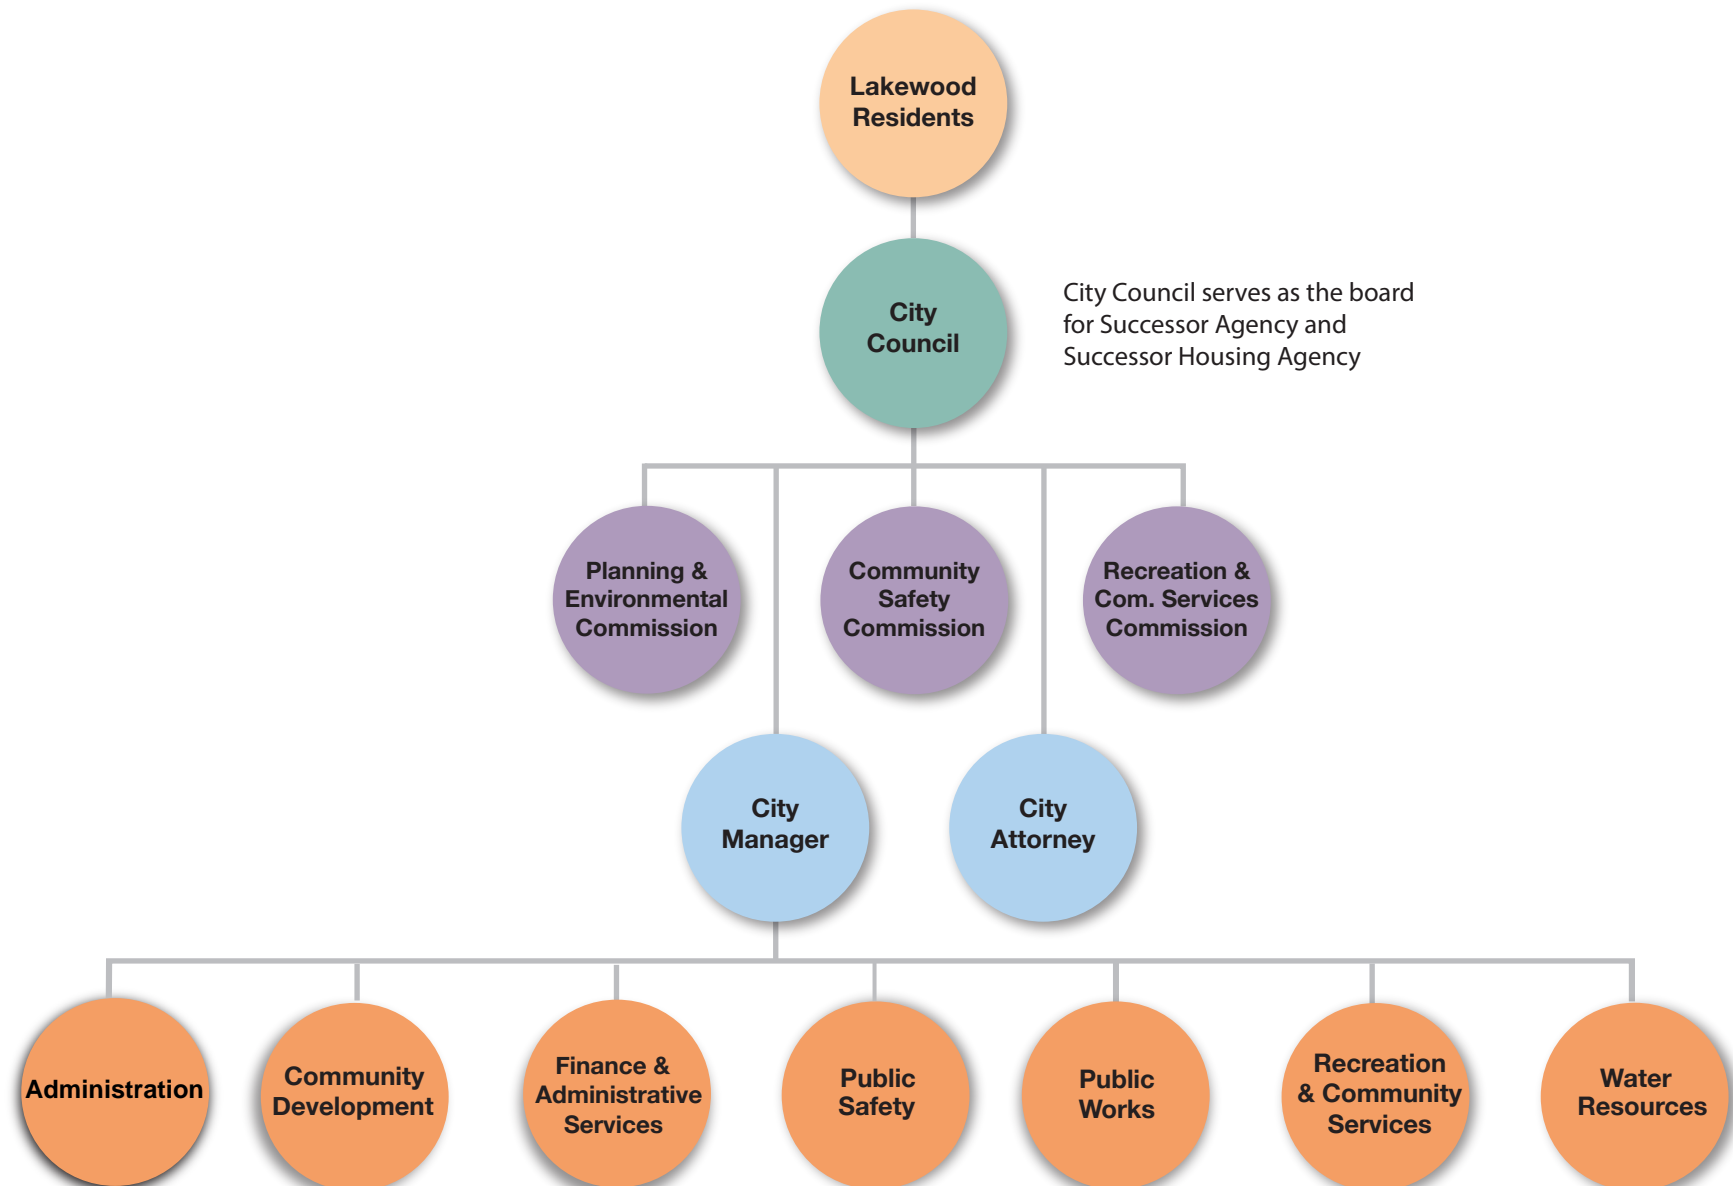 Lakewood
Residents
City
Council
City Council serves as the board
for Successor Agency and
Successor Housing Agency
Planning &
Environmental
Commission
Community
Safety
Commission
Recreation &
Com. Services
Commission
City
Manager
City
Attorney
Administration
Community
Development
Finance &
Administrative
Services
Public
Safety
Public
Works
Recreation
& Community
Services
Water
Resources